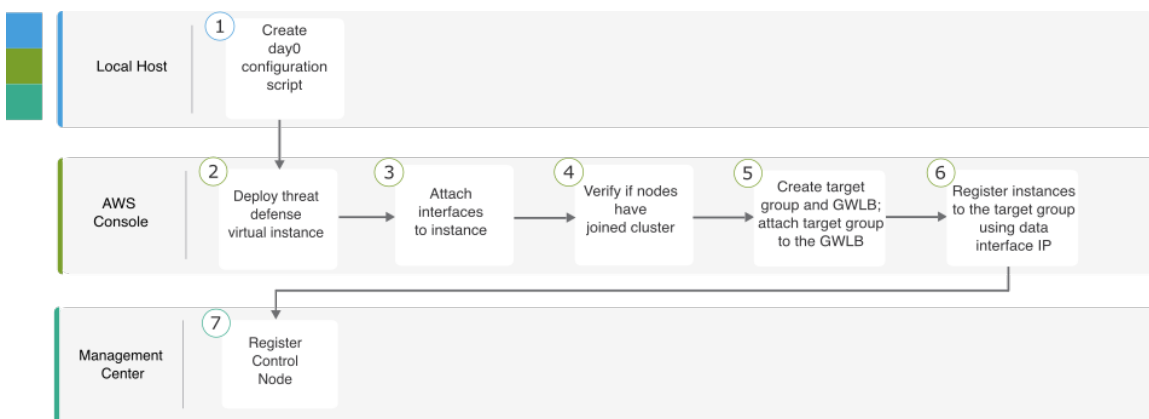 Local Host
1
Create
day0
configuration
script
AWS
Console
2
Deploy threat
defense
virtual instance
3
Attach
interfaces
to instance
4
Verify if nodes
have
joined cluster
5
Create target
group and GWLB;
attach target group
to the GWLB
6
Register instances
to the target group
using data
interface IP
Management
Center
7
Register
Control
Node